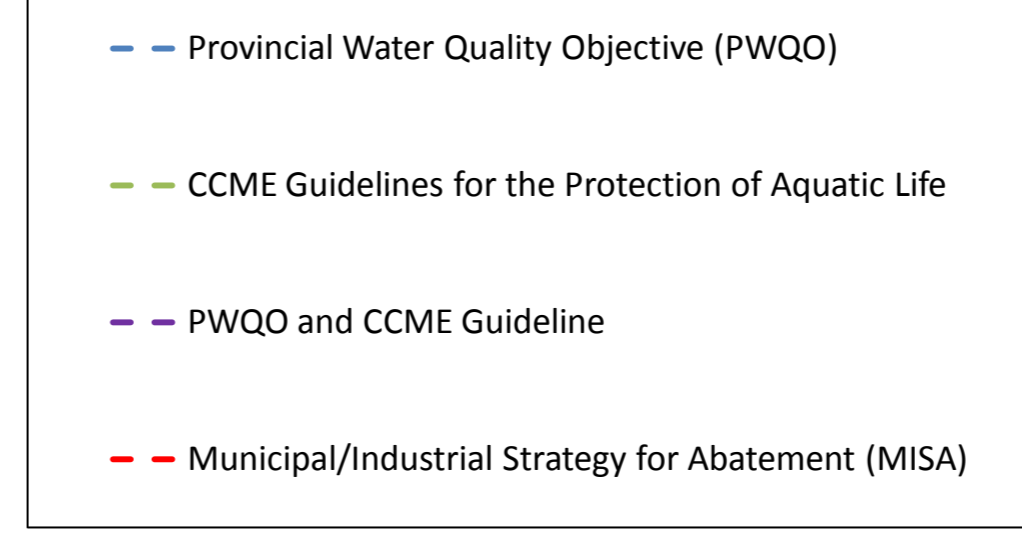 Provincial Water Quality Objective (PWQO)
CCME Guidelines for the Protection of Aquatic Life
PWQO and CCME Guideline
Municipal/Industrial Strategy for Abatement (MISA)